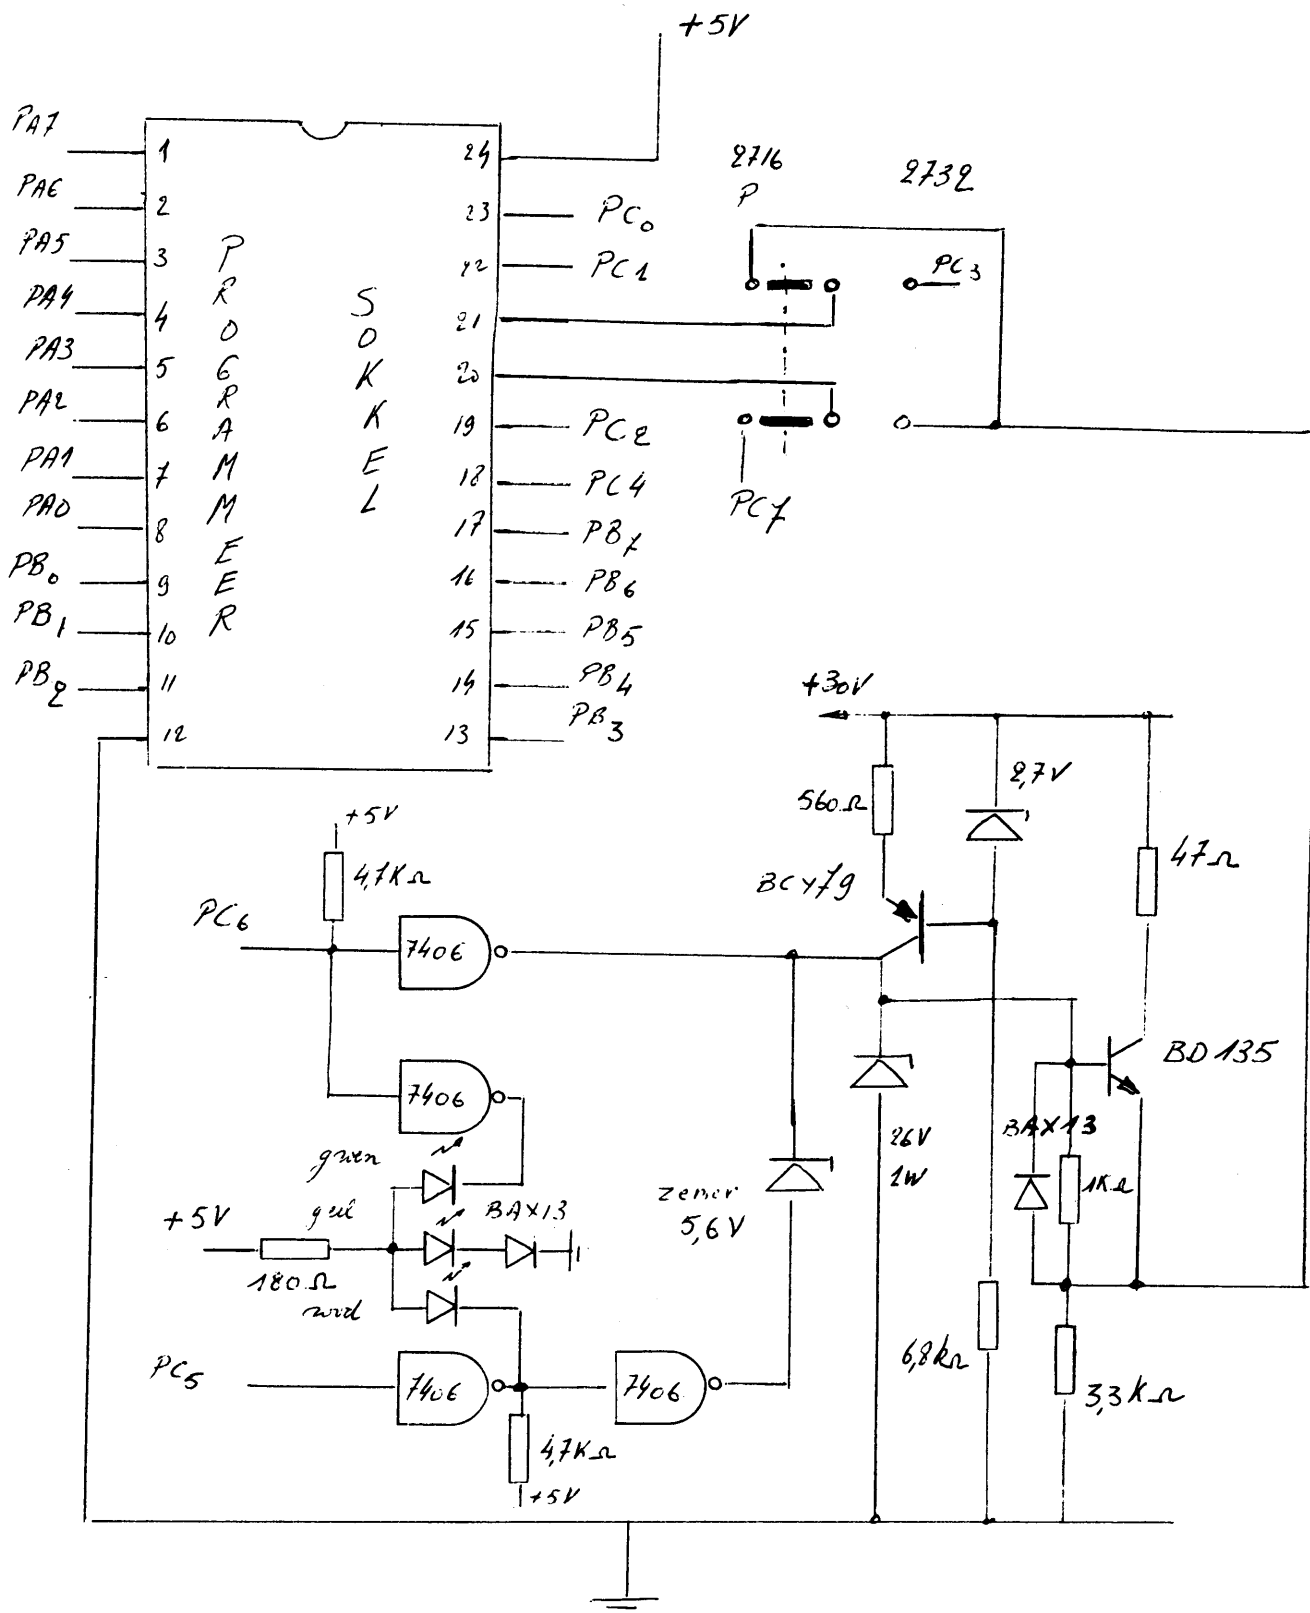 +5V
PA7
1
24
PA6
2
23
PC0
PA5
3
22
PC1
PA4
4
21
PA3
5
20
PA2
6
19
PC2
PA1
7
18
PC4
PA0
8
17
PB7
PB0
9
16
PB6
PB1
10
15
PB5
PB2
11
14
PB4
12
13
PB3
PROGRAMMEER
SOKKEL
2716
P
2732
PC3
PC7
+30V
560Ω
2,7V
47Ω
BCY79
+5V
4,7KΩ
PC6
7406
7406
BD135
BAX13
26V
1W
1KΩ
groen
geel
BAX13
zener
5,6V
+5V
180Ω
rood
6,8kΩ
3,3KΩ
PC5
7406
7406
4,7KΩ
+5V